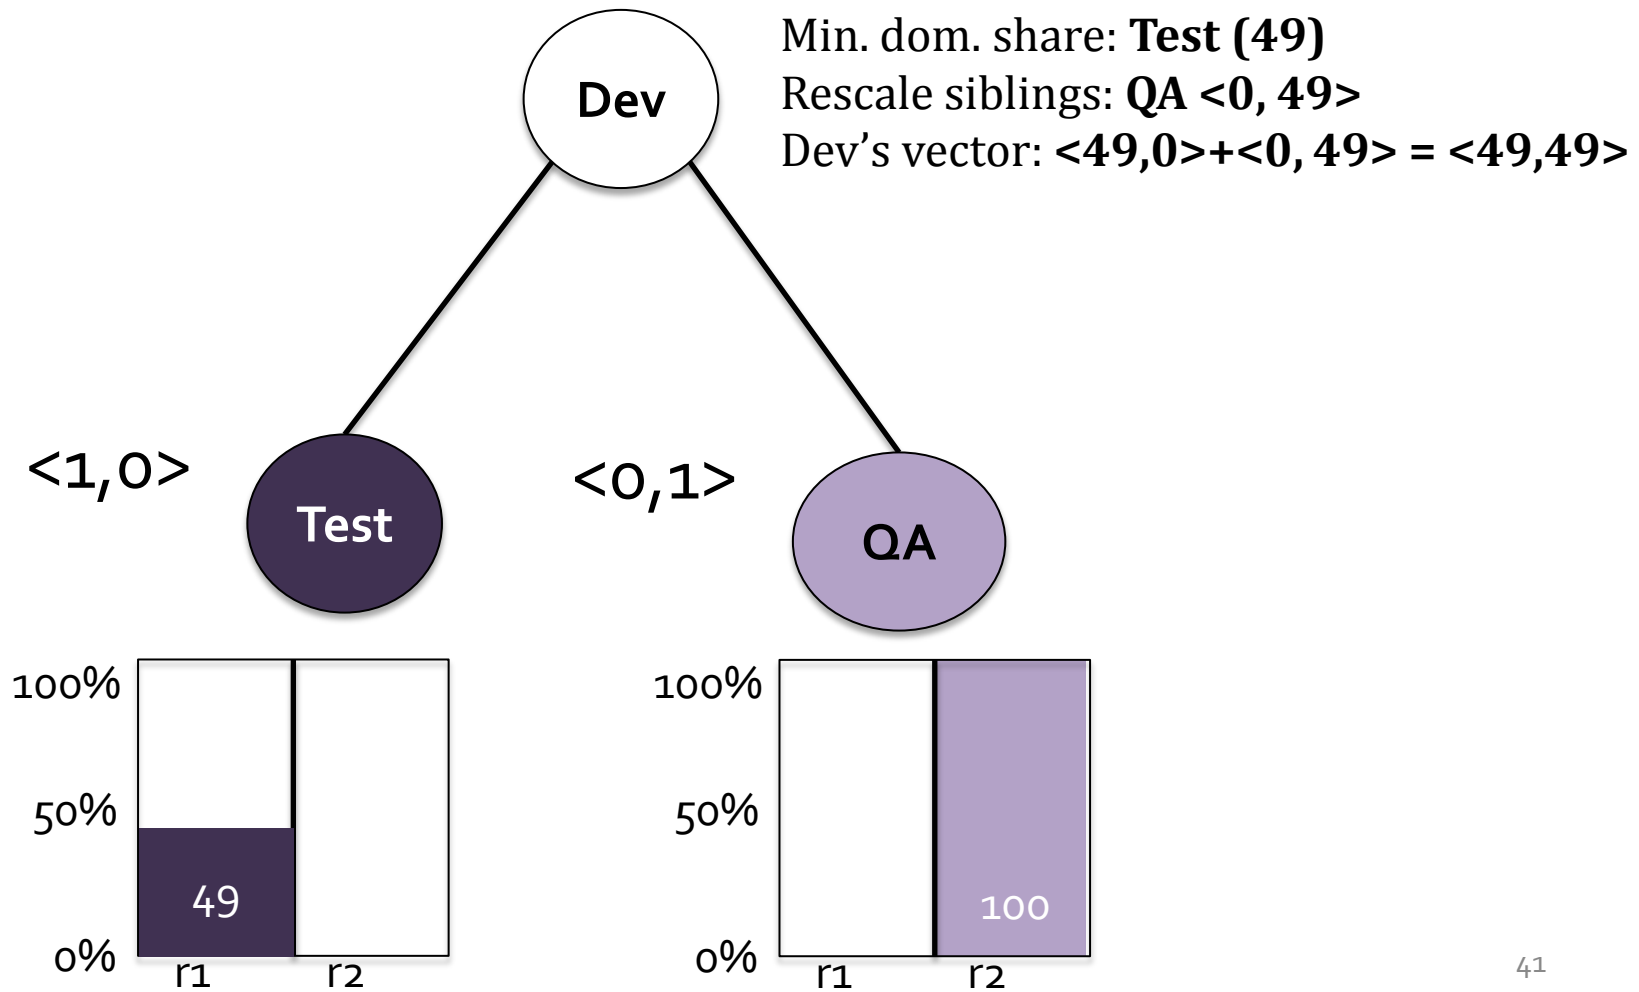 Dev
Min. dom. share: Test (49)
Rescale siblings: QA <0, 49>
Dev’s vector: <49,0>+<0, 49> = <49,49>
<1,0>
Test
<0,1>
QA
100%
50%
0%
49
r1
r2
100%
50%
0%
100
r1
r2
41